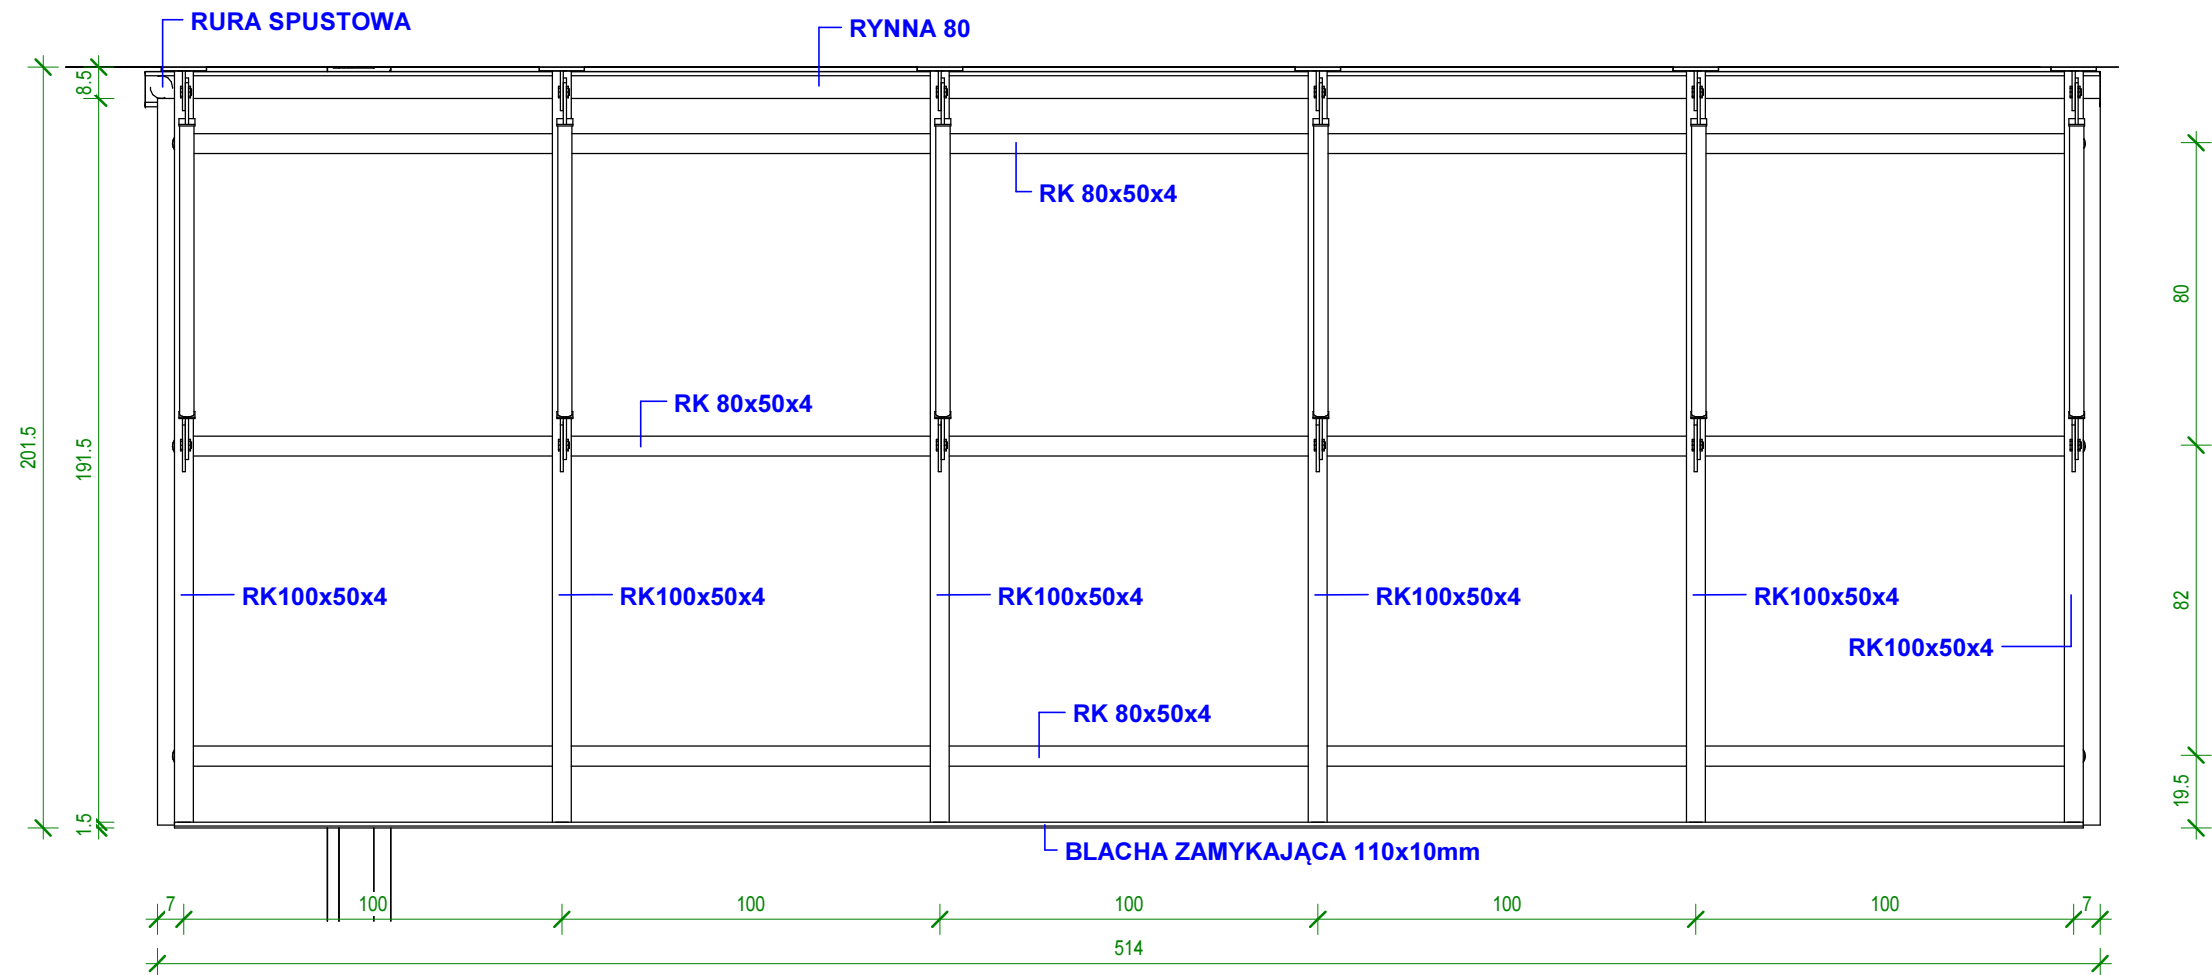 RURA SPUSTOWA
RYNNA 80
8.5
RK 80x50x4
80
RK 80x50x4
201.5
191.5
RK100x50x4
RK100x50x4
RK100x50x4
RK100x50x4
RK100x50x4
82
RK100x50x4
RK 80x50x4
19.5
1.5
BLACHA ZAMYKAJĄCA 110x10mm
7
100
100
100
100
100
7
514